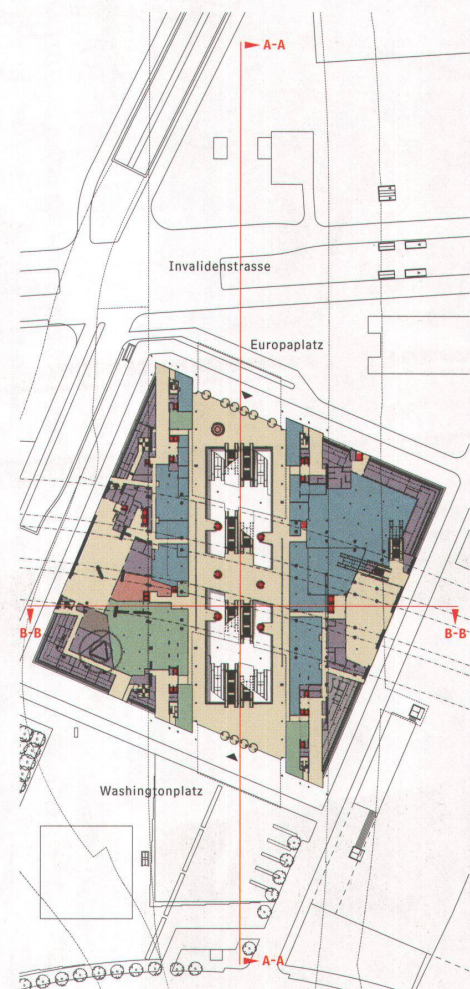 A-A
Invalidenstrasse
Europaplatz
B-B
B-B
Washingtonplatz
A-A